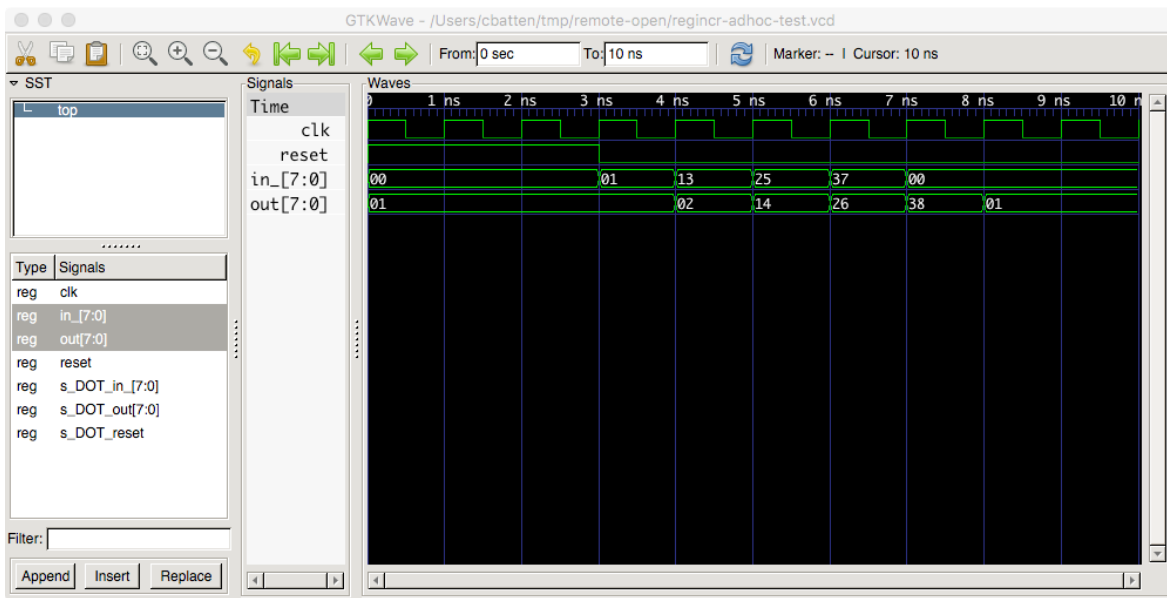 GTKWave - /Users/cbatten/tmp/remote-open/regincr-adhoc-test.vcd
From: 0 sec To: 10 ns Marker: -- | Cursor: 10 ns
SST
top
Type Signals
reg clk
reg in_[7:0]
reg out[7:0]
reg reset
reg s_DOT_in_[7:0]
reg s_DOT_out[7:0]
reg s_DOT_reset
Filter:
Append Insert Replace
Signals
Time
clk
reset
in_[7:0]
out[7:0]
Waves
0 1 ns 2 ns 3 ns 4 ns 5 ns 6 ns 7 ns 8 ns 9 ns 10 n
00 01 13 25 37 00
01 02 14 26 38 01